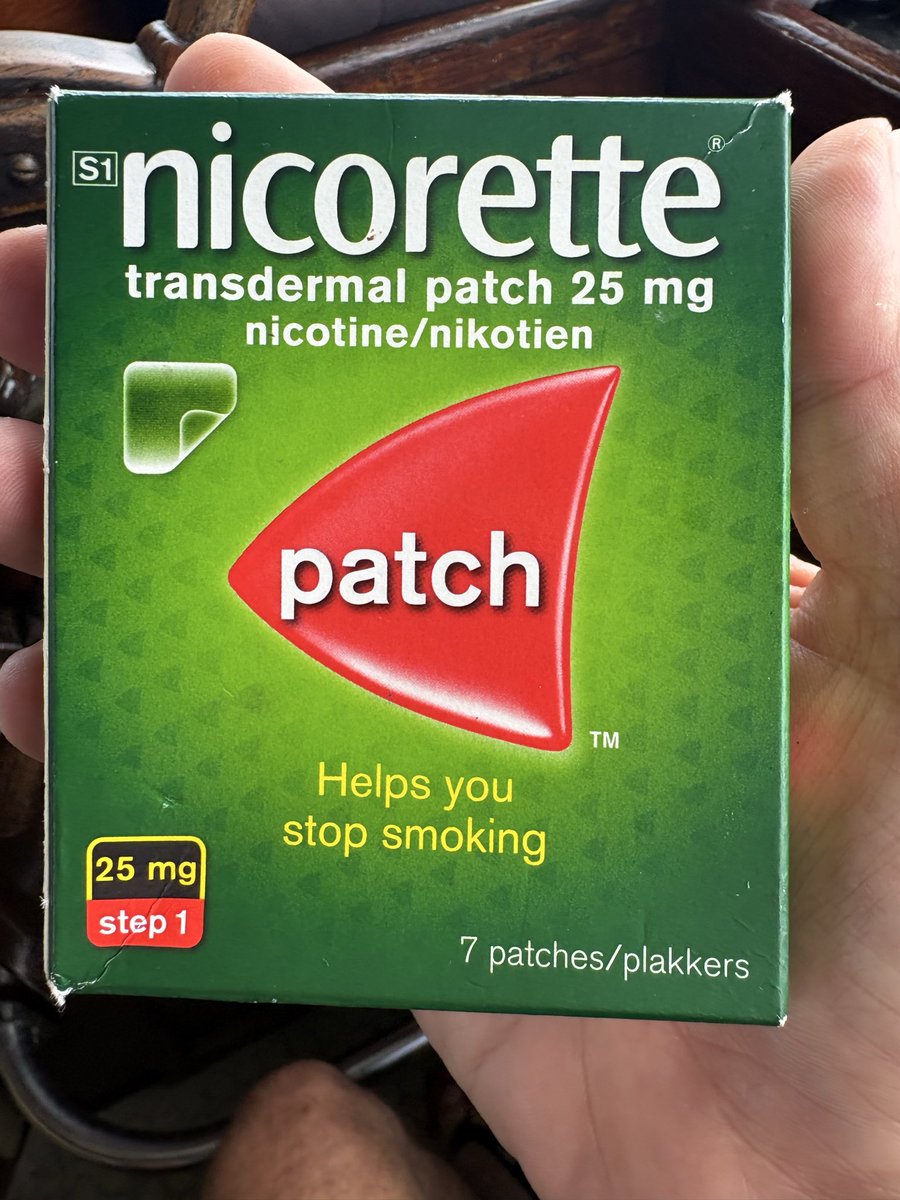 S1 nicorette®
transdermal patch 25 mg
nicotine/nikotien
patch
TM
Helps you
stop smoking
25 mg
step 1
7 patches/plakkers